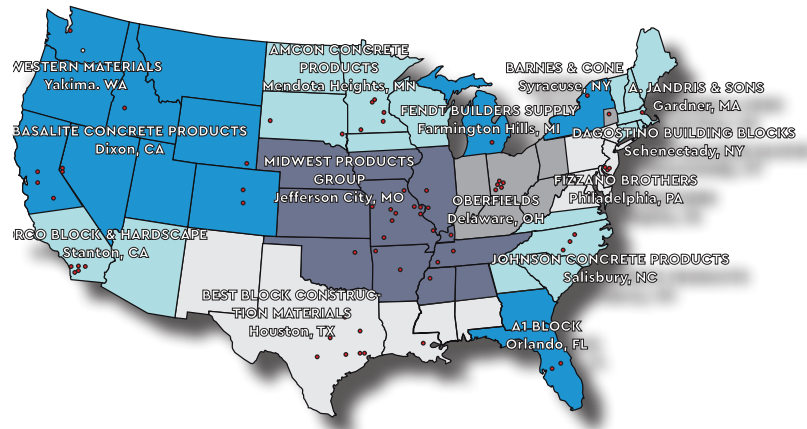 WESTERN MATERIALS
Yakima. WA
BASALITE CONCRETE PRODUCTS
Dixon, CA
RCO BLOCK & HARDSCAPE
Stanton, CA
AMCON CONCRETE
PRODUCTS
Mendota Heights, MN
MIDWEST PRODUCTS
GROUP
Jefferson City, MO
BEST BLOCK CONSTRUC-
TION MATERIALS
Houston, TX
FENDT BUILDERS SUPPLY
Farmington Hills, MI
OBERFIELDS
Delaware, OH
BARNES & CONE
Syracuse, NY
A. JANDRIS & SONS
Gardner, MA
DAGOSTINO BUILDING BLOCKS
Schenectady, NY
FIZZANO BROTHERS
Philadelphia, PA
JOHNSON CONCRETE PRODUCTS
Salisbury, NC
A1 BLOCK
Orlando, FL